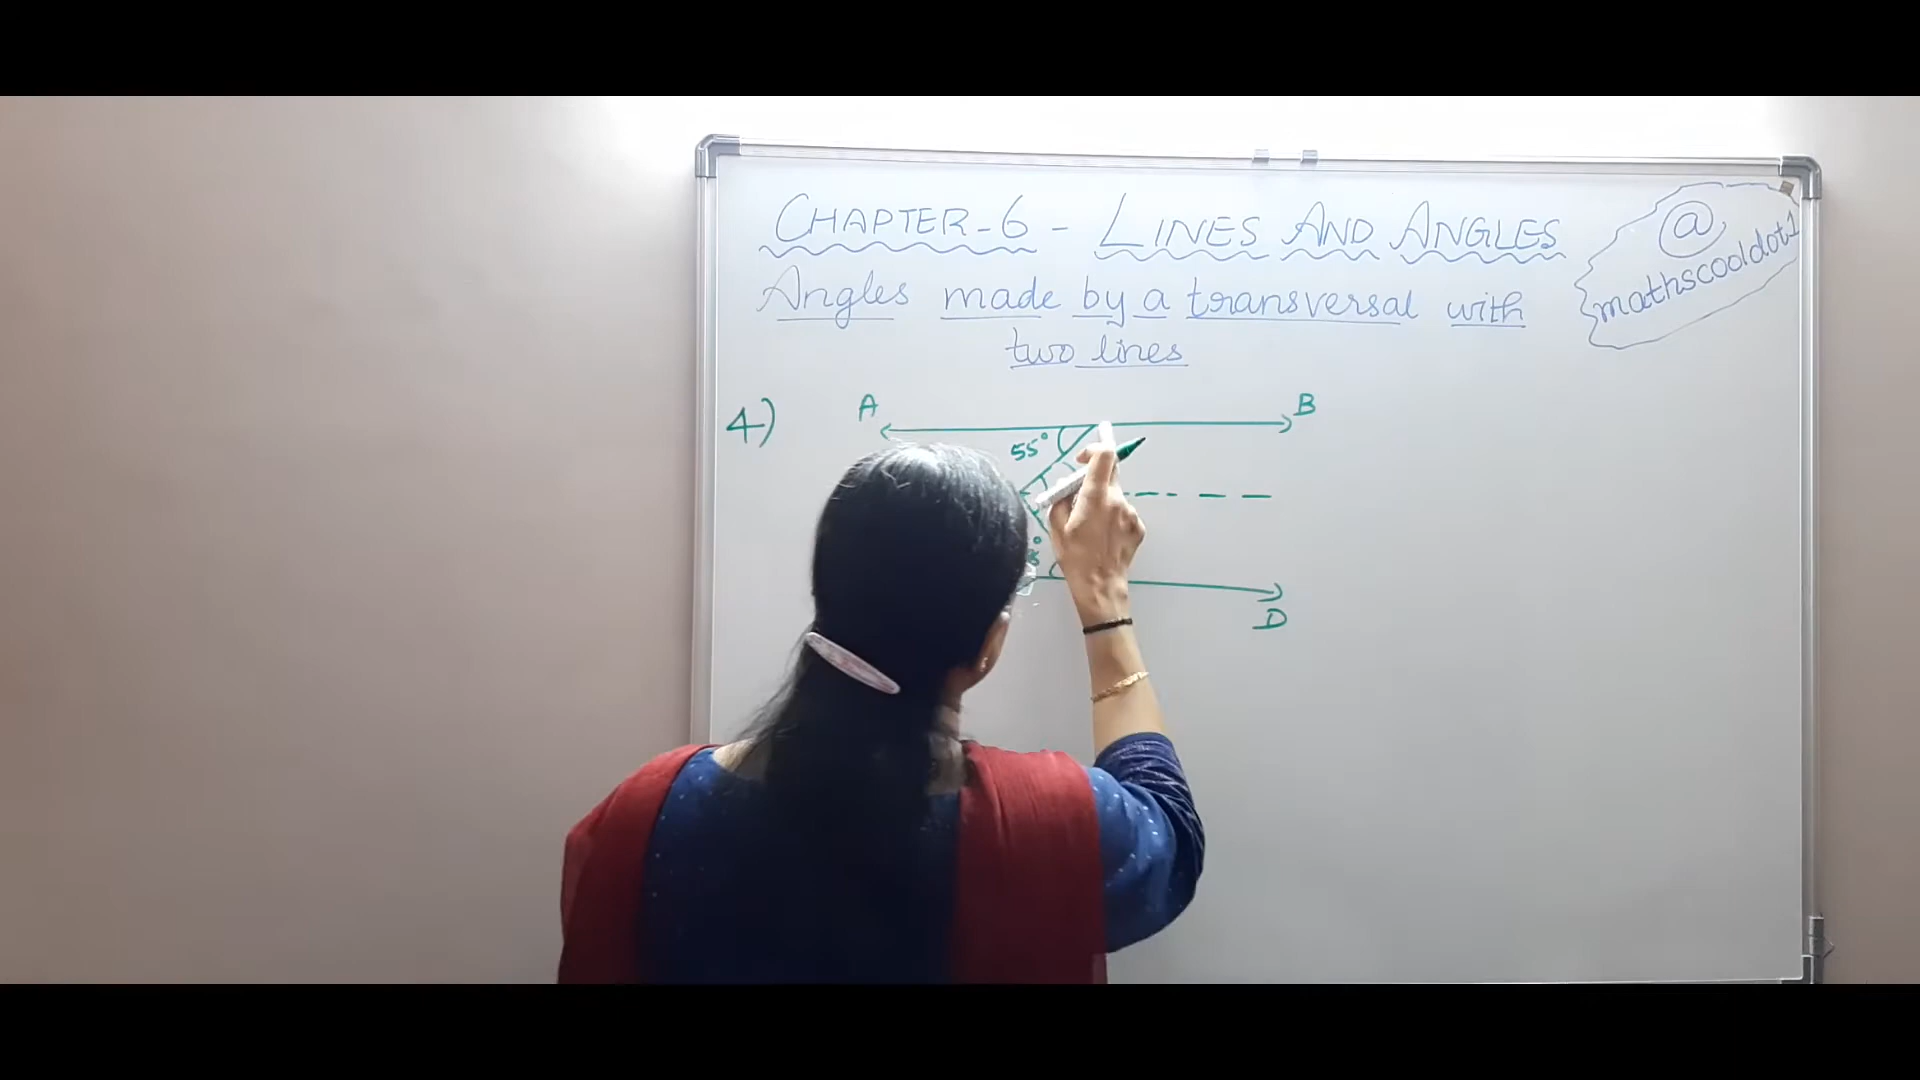 CHAPTER-6 - LINES AND ANGLES
@mathscooldot1
Angles made by a transversal with
two lines
4)
A B
55°
D